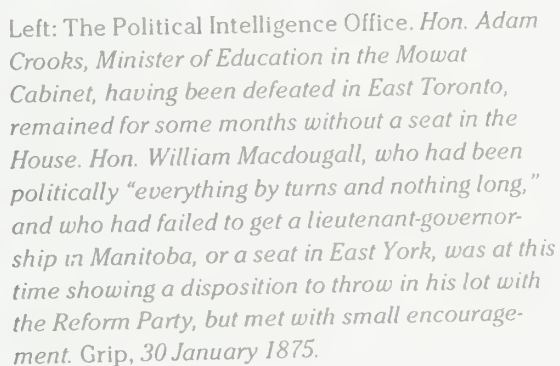 Left: The Political Intelligence Office. Hon. Adam
Crooks, Minister of Education in the Mowat
Cabinet, having been defeated in East Toronto,
remained for some months without a seat in the
House. Hon. William Macdougall, who had been
politically “everything by turns and nothing long,”
and who had failed to get a lieutenant-governor-
ship in Manitoba, or a seat in East York, was at this
time showing a disposition to throw in his lot with
the Reform Party, but met with small encourage-
ment. Grip, 30 January 1875.